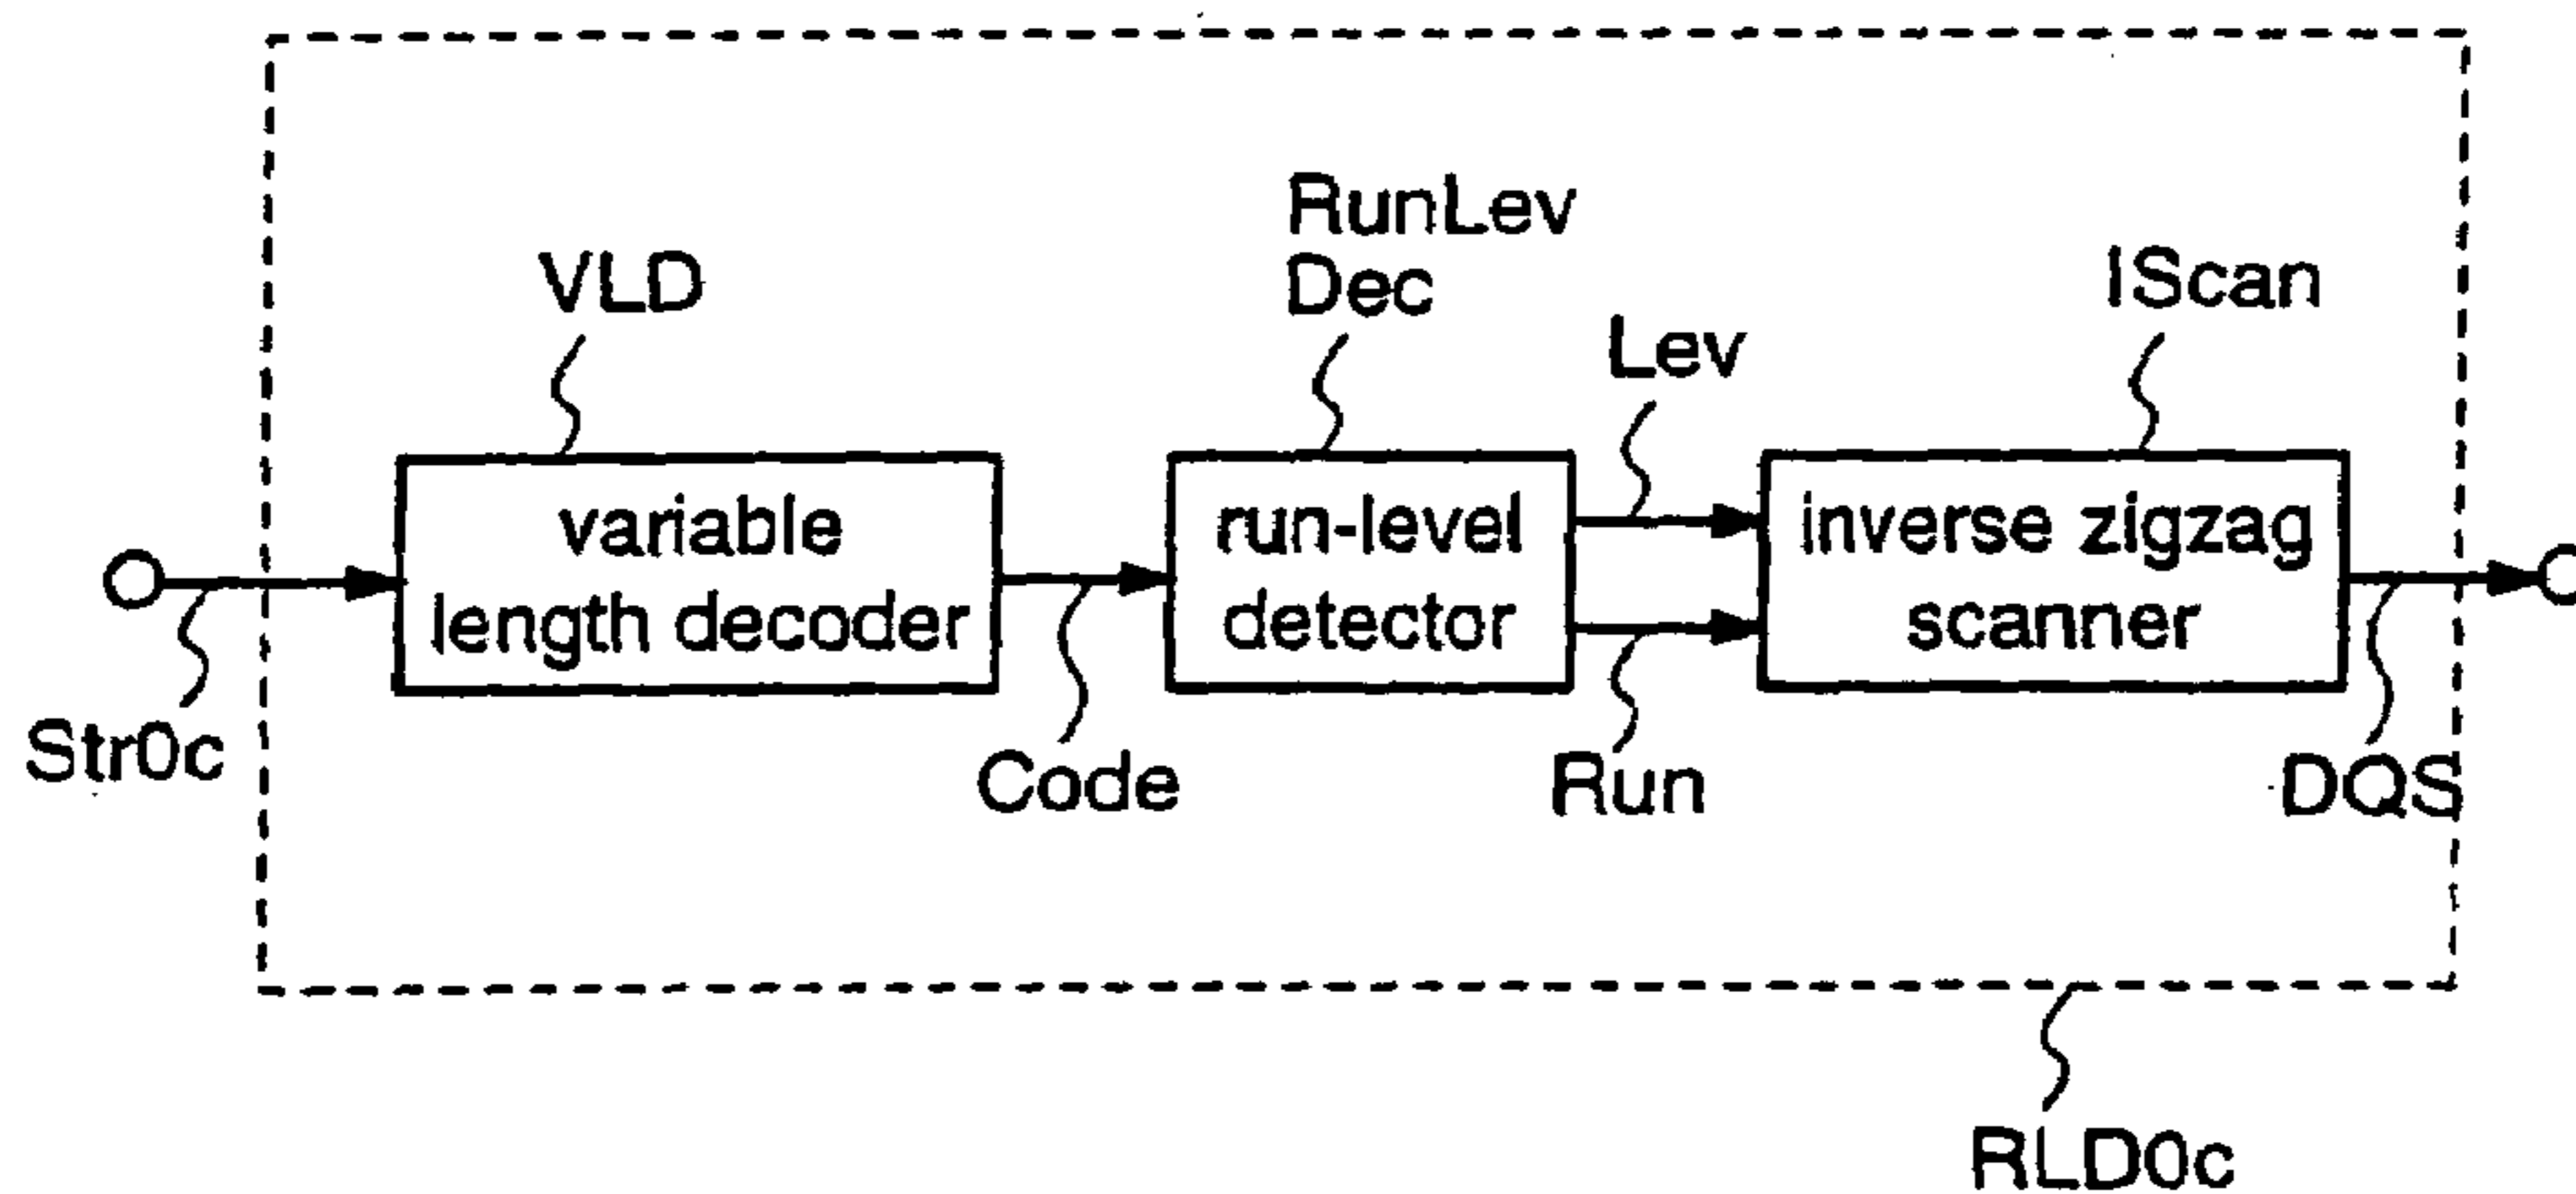 VLD
RunLev
Dec
Lev
IScan
variable
length decoder
run-level
detector
inverse zigzag
scanner
Str0c
Code
Run
DQS
RLD0c